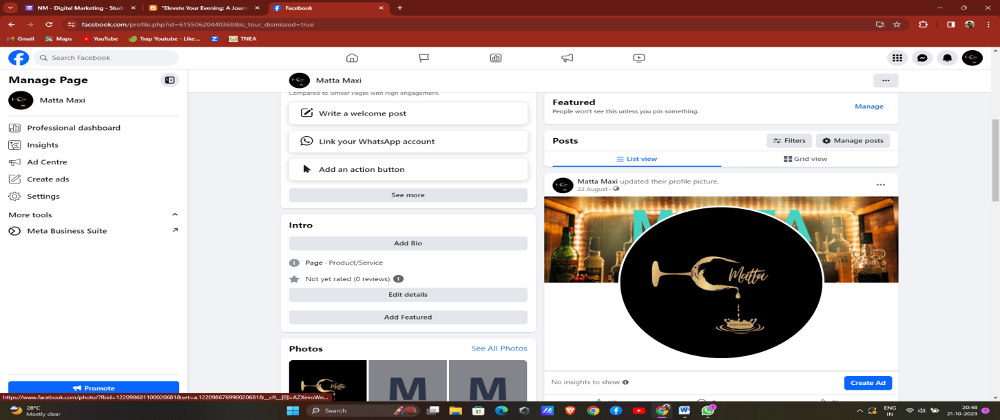 NM - Digital Marketing - Stude
"Elevate Your Evening: A Journ
Facebook
facebook.com/profile.php?id=61550620440368&is_tour_dismissed=true
Gmail
Maps
YouTube
Trap Youtube - Like...
TNEA
Search Facebook
Manage Page
Matta Maxi
Professional dashboard
Insights
Ad Centre
Create ads
Settings
More tools
Meta Business Suite
Promote
https://www.facebook.com/photo/?fbid=122098681100020681&set=a.122098676990020681&__cft__[0]=AZXevoWn...
Matta Maxi
Compared to similar Pages with high engagement.
Write a welcome post
Link your WhatsApp account
Add an action button
See more
Intro
Add Bio
Page · Product/Service
Not yet rated (0 reviews)
Edit details
Add Featured
Photos
See All Photos
Matta
M
M
Featured
People won't see this unless you pin something.
Manage
Posts
Filters
Manage posts
List view
Grid view
Matta Maxi updated their profile picture.
22 August ·
Matta
No insights to show
Create Ad
28°C
Mostly clear
Search
ENG
IN
20:48
21-10-2023